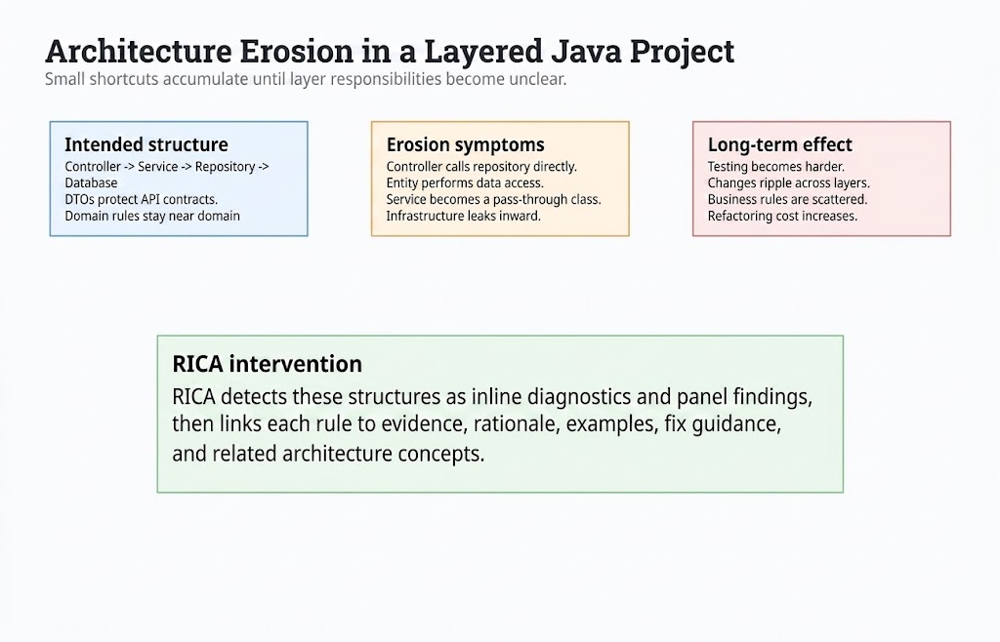 Architecture Erosion in a Layered Java Project
Small shortcuts accumulate until layer responsibilities become unclear.
Intended structure
Controller -> Service -> Repository ->
Database
DTOs protect API contracts.
Domain rules stay near domain
Erosion symptoms
Controller calls repository directly.
Entity performs data access.
Service becomes a pass-through class.
Infrastructure leaks inward.
Long-term effect
Testing becomes harder.
Changes ripple across layers.
Business rules are scattered.
Refactoring cost increases.
RICA intervention
RICA detects these structures as inline diagnostics and panel findings,
then links each rule to evidence, rationale, examples, fix guidance,
and related architecture concepts.